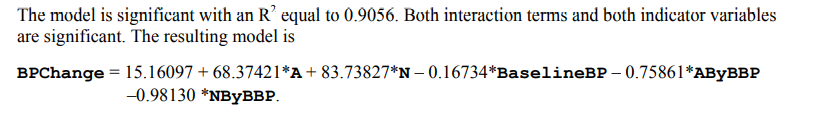 The model is significant with an R² equal to 0.9056. Both interaction terms and both indicator variables
are significant. The resulting model is
BPChange = 15.16097 + 68.37421*A + 83.73827*N – 0.16734*BaselineBP – 0.75861*AByBBP
–0.98130 *NByBBP.